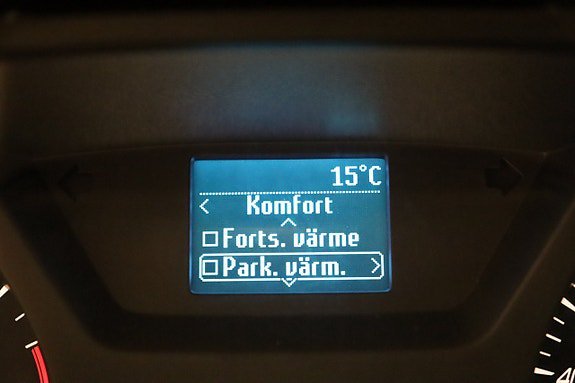 15°C
< Komfort
Forts. värme
Park. värm. >